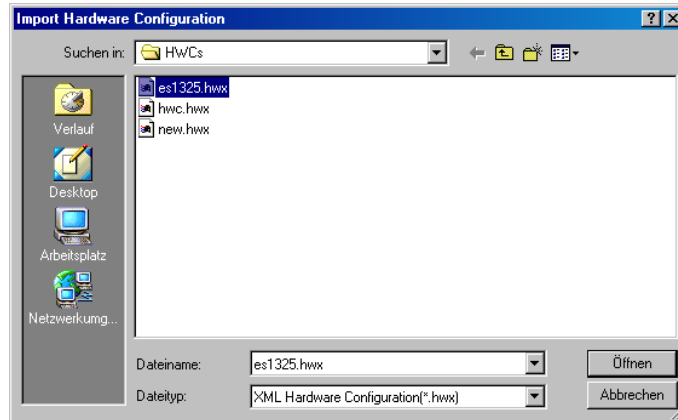 Import Hardware Configuration
Suchen in: HWCs
es1325.hwx
hwc.hwx
new.hwx
Verlauf
Desktop
Arbeitsplatz
Netzwerkumg...
Dateiname: es1325.hwx
Öffnen
Dateityp: XML Hardware Configuration(*.hwx)
Abbrechen